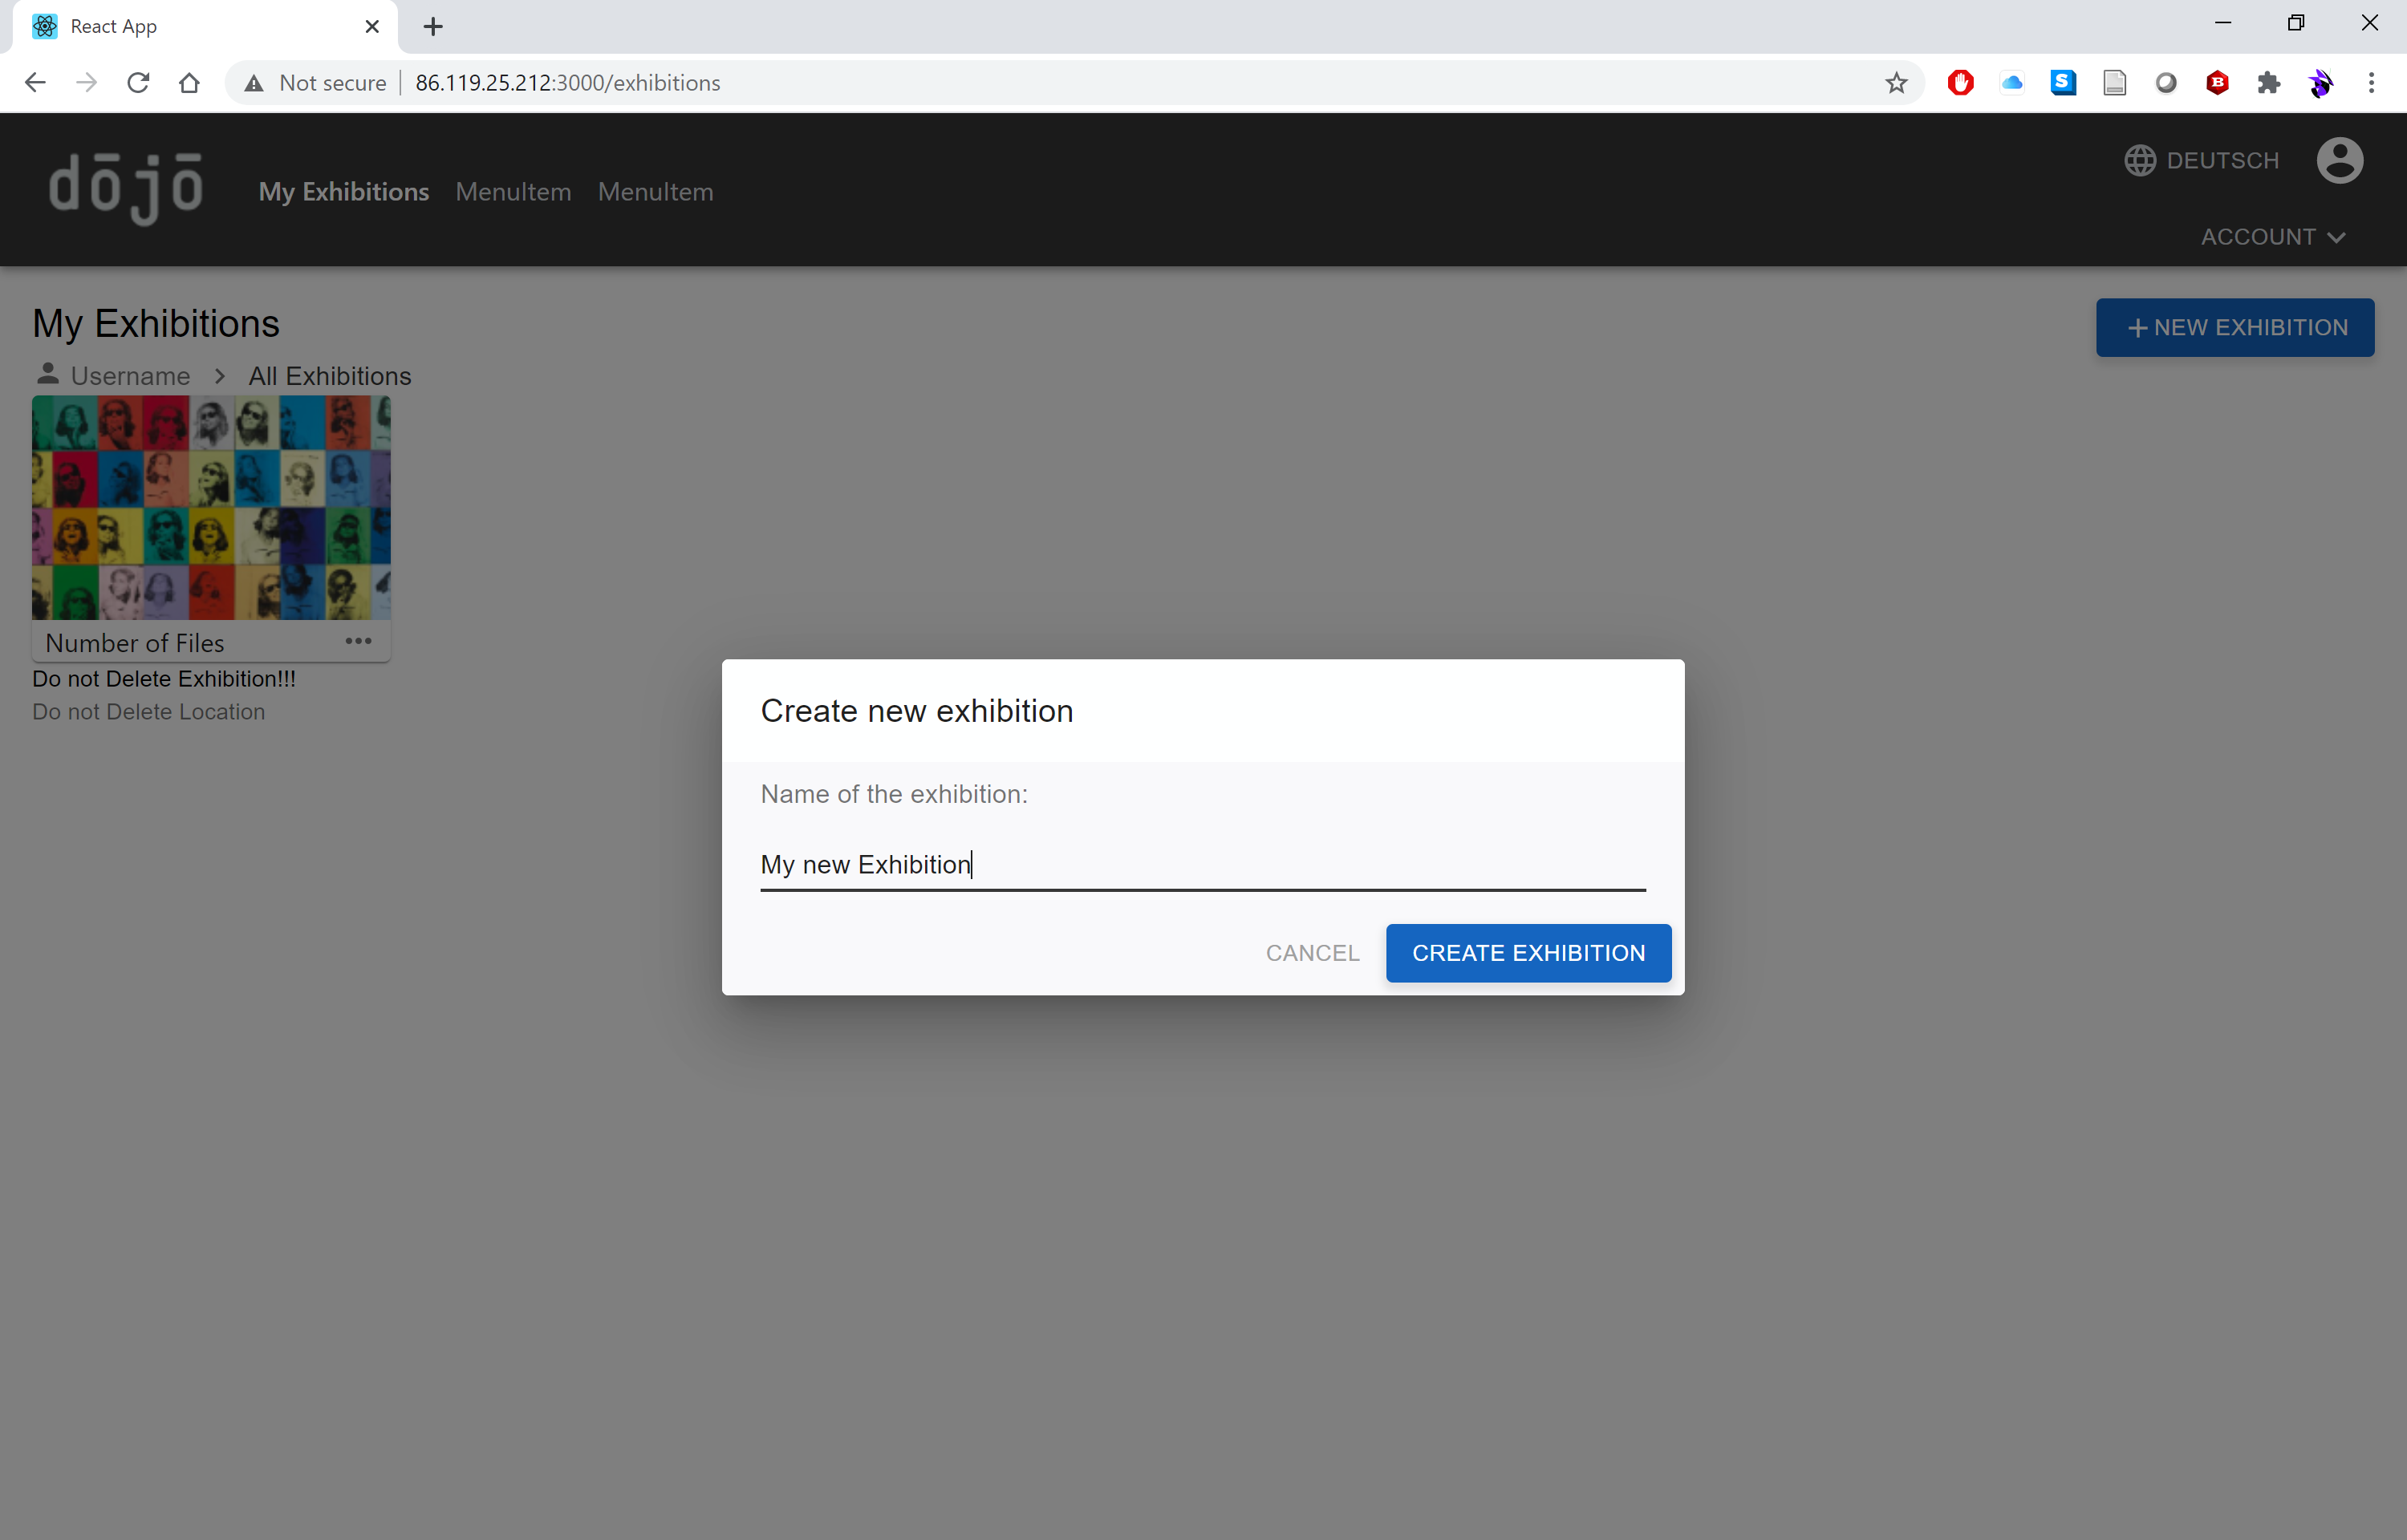 React App
Not secure | 86.119.25.212:3000/exhibitions
dōjō
My Exhibitions MenuItem MenuItem
DEUTSCH
ACCOUNT
My Exhibitions
+ NEW EXHIBITION
Username > All Exhibitions
Number of Files
Do not Delete Exhibition!!!
Do not Delete Location
Create new exhibition
Name of the exhibition:
My new Exhibition
CANCEL CREATE EXHIBITION